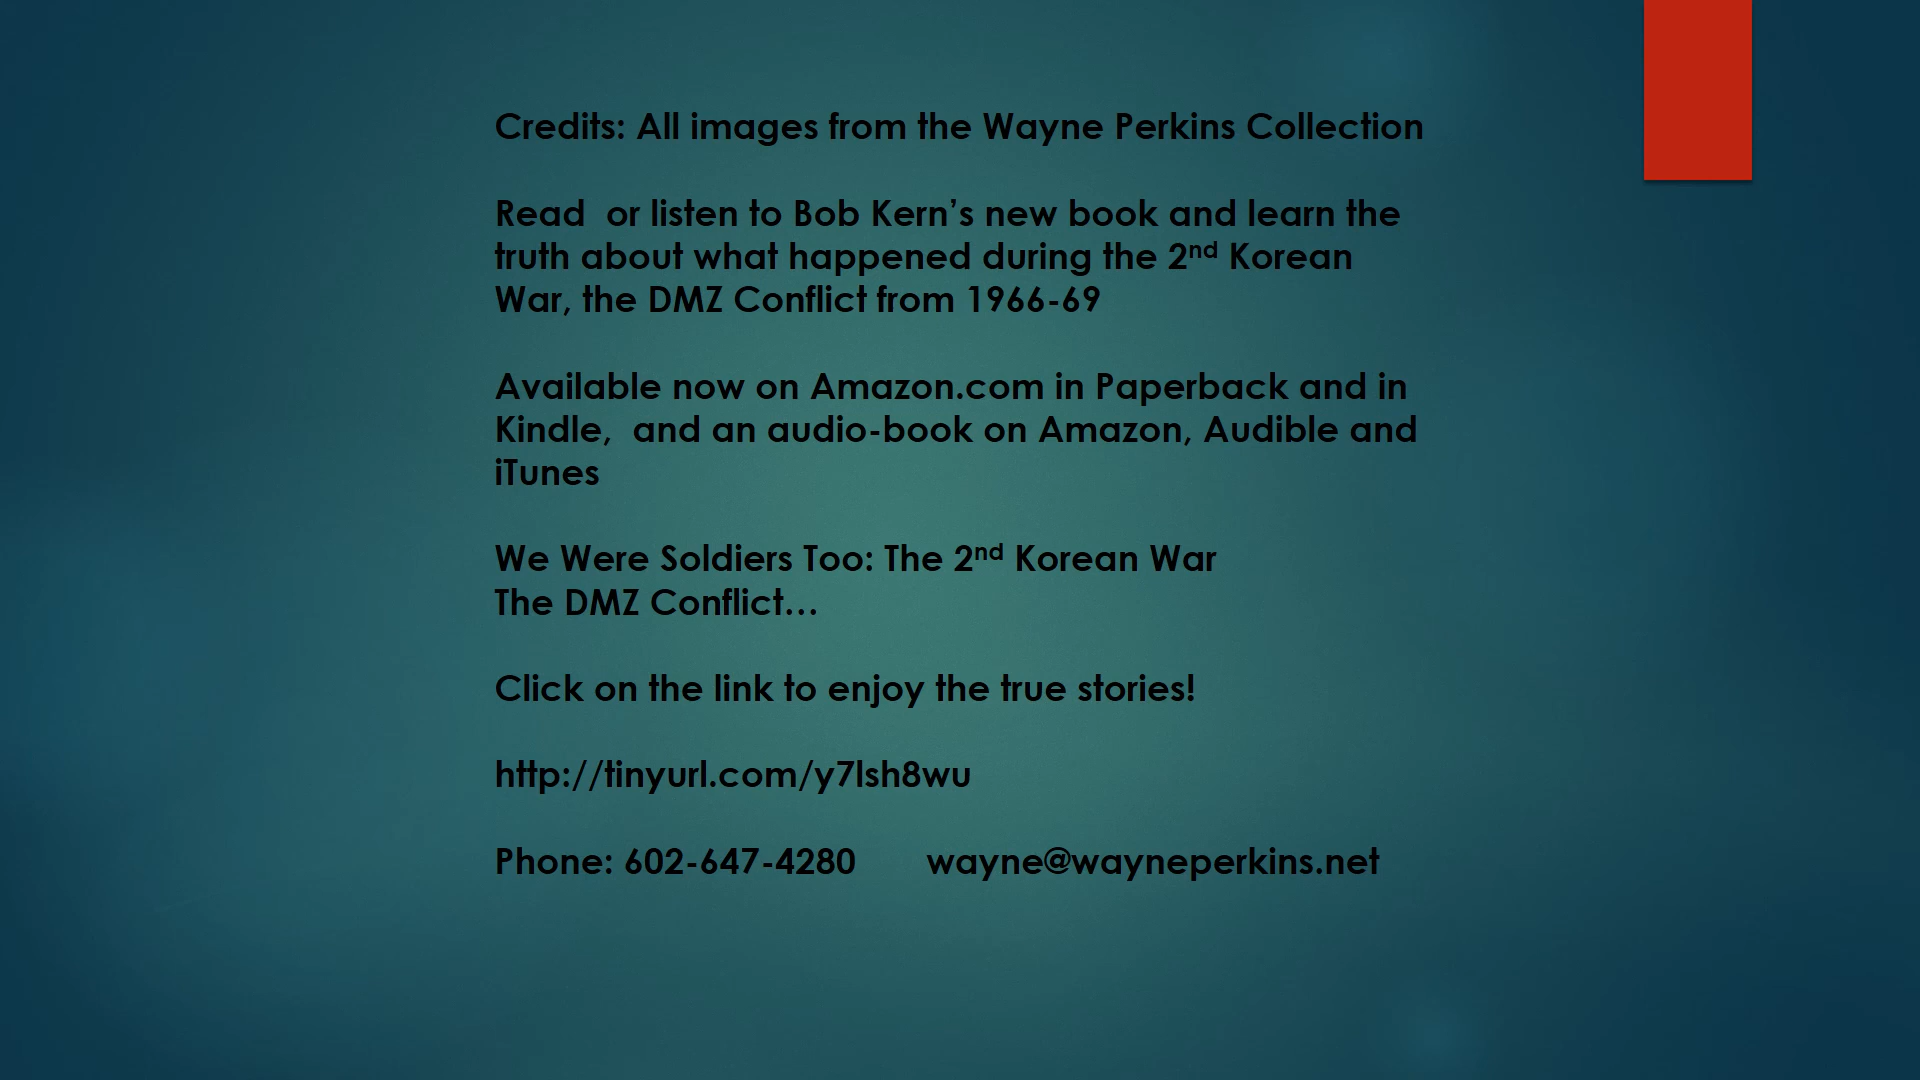 Credits: All images from the Wayne Perkins Collection
Read  or listen to Bob Kern’s new book and learn the
truth about what happened during the 2nd Korean
War, the DMZ Conflict from 1966-69
Available now on Amazon.com in Paperback and in
Kindle,  and an audio-book on Amazon, Audible and
iTunes
We Were Soldiers Too: The 2nd Korean War
The DMZ Conflict…
Click on the link to enjoy the true stories!
http://tinyurl.com/y7lsh8wu
Phone: 602-647-4280       wayne@wayneperkins.net